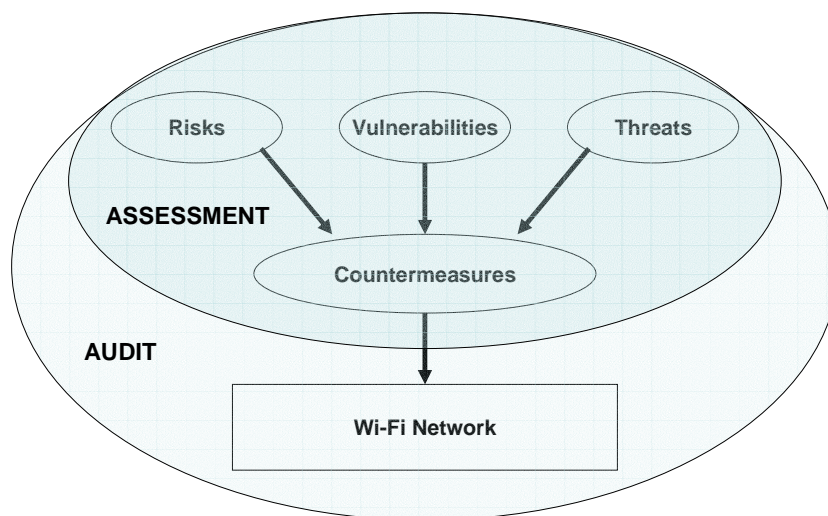 Risks
Vulnerabilities
Threats
ASSESSMENT
Countermeasures
AUDIT
Wi-Fi Network